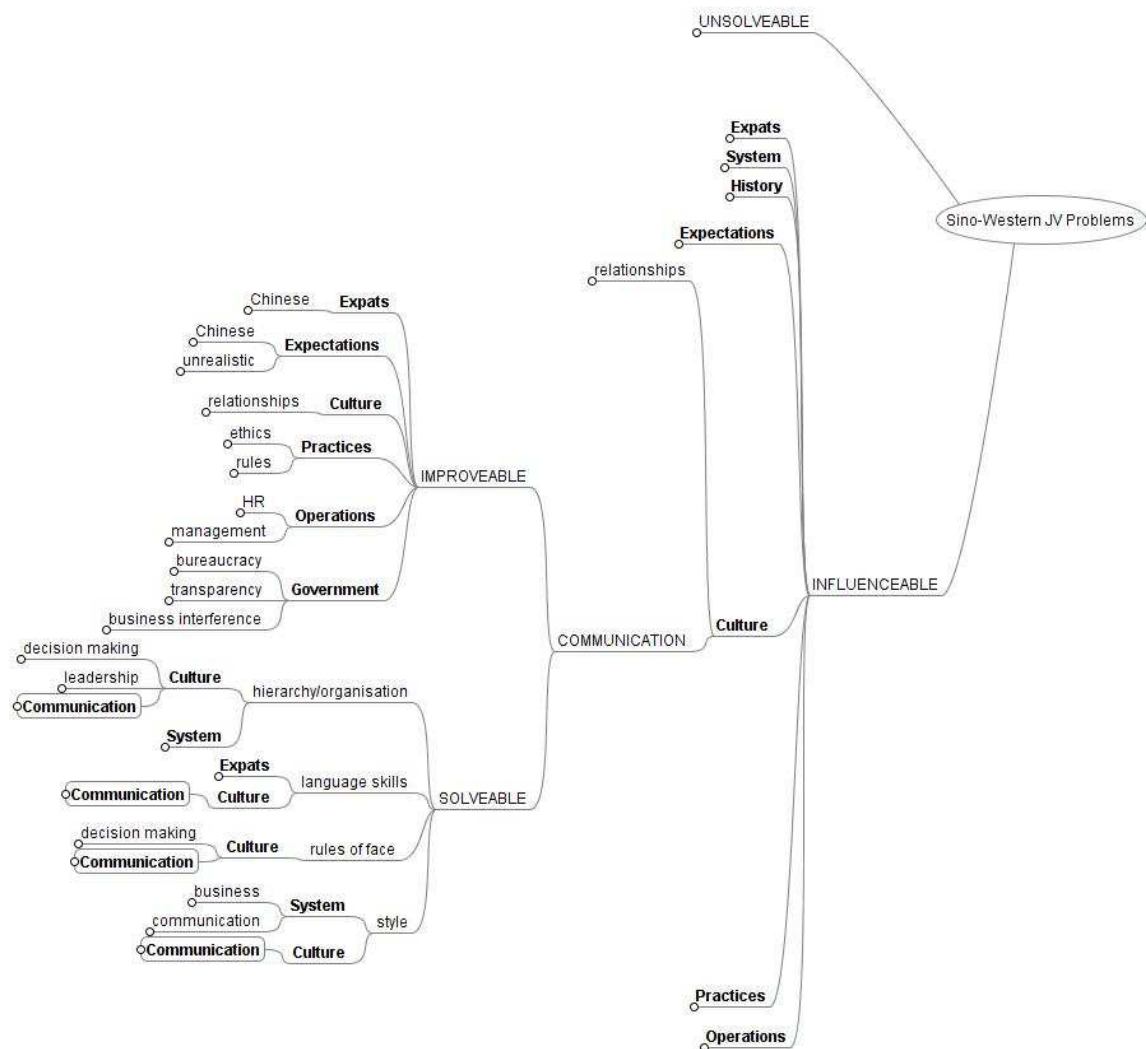 UNSOLVEABLE
Expats
System
History
Sino-Western JV Problems
Expectations
relationships
Chinese
Expats
Chinese
Expectations
unrealistic
relationships
Culture
ethics
Practices
rules
IMPROVEABLE
HR
Operations
management
bureaucracy
transparency
Government
business interference
INFLUENCEABLE
Culture
COMMUNICATION
decision making
leadership
Culture
Communication
hierarchy/organisation
System
Expats
language skills
Communication
Culture
SOLVEABLE
decision making
Culture
rules of face
Communication
business
System
communication
style
Communication
Culture
Practices
Operations